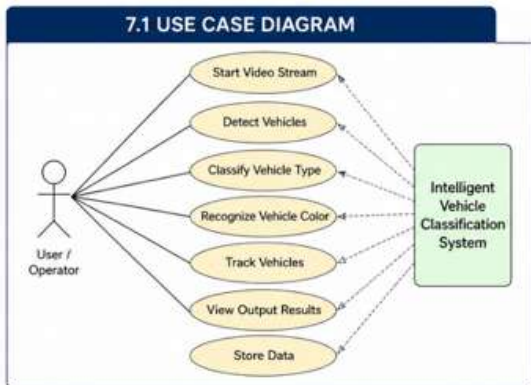 7.1 USE CASE DIAGRAM
Start Video Stream
Detect Vehicles
Classify Vehicle Type
Recognize Vehicle Color
Track Vehicles
View Output Results
Store Data
User /
Operator
Intelligent
Vehicle
Classification
System